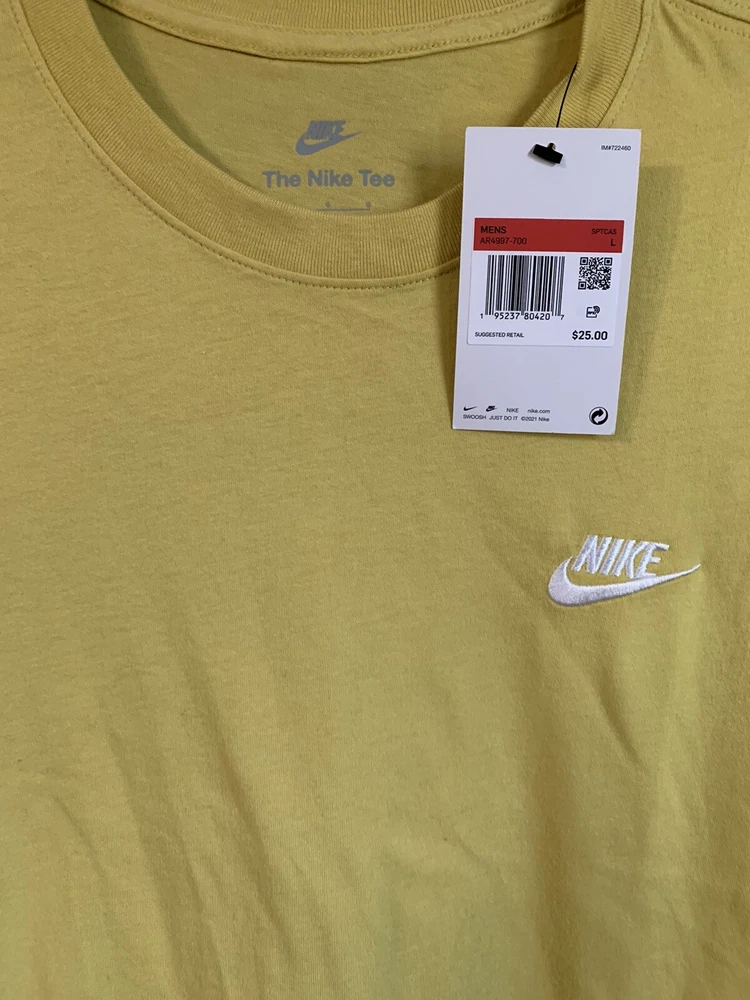 NIKE
The Nike Tee
IM#722460
MENS SPTCAS
AR4997-700 L
1 95237 80420 7
SUGGESTED RETAIL $25.00
NIKE nike.com
SWOOSH JUST DO IT ©2021 Nike
NIKE